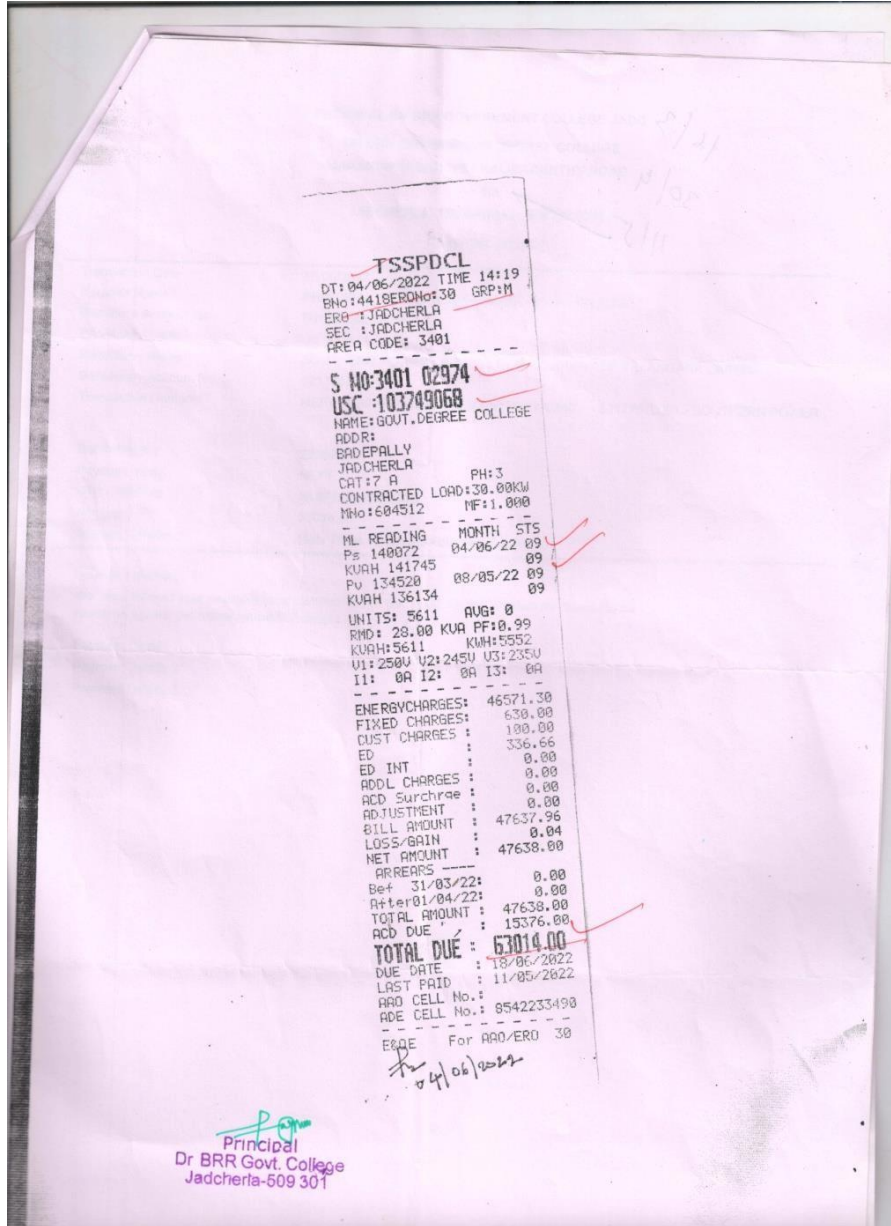 TSSPDCL
DT:04/06/2022 TIME 14:19
BNo:4418ERONo:30 GRP:M
ERO :JADCHERLA
SEC :JADCHERLA
AREA CODE: 3401
S NO:3401 02974
USC :103749068
NAME:GOVT.DEGREE COLLEGE
ADDR:
BADEPALLY
JADCHERLA
CAT:7 A PH:3
CONTRACTED LOAD:30.00KW
MNo:604512 MF:1.000
ML READING MONTH STS
Ps 140072 04/06/22 09
KVAH 141745 09
Pv 134520 08/05/22 09
KVAH 136134 09
UNITS: 5611 AVG: 0
RMD: 28.00 KVA PF:0.99
KVAH:5611 KWH:5552
V1:250V V2:245V V3:235V
I1: 0A I2: 0A I3: 0A
ENERGYCHARGES: 46571.30
FIXED CHARGES: 630.00
CUST CHARGES : 100.00
ED : 336.66
ED INT : 0.00
ADDL CHARGES : 0.00
ACD Surchrae : 0.00
ADJUSTMENT : 0.00
BILL AMOUNT : 47637.96
LOSS/GAIN : 0.04
NET AMOUNT : 47638.00
ARREARS ----
Bef 31/03/22: 0.00
After01/04/22: 0.00
TOTAL AMOUNT : 47638.00
ACD DUE : 15376.00
TOTAL DUE : 63014.00
DUE DATE : 18/06/2022
LAST PAID : 11/05/2022
AAO CELL No.:
ADE CELL No.: 8542233490
E&OE For AAO/ERO 30
04/06/2022
Principal
Dr BRR Govt. College
Jadcherla-509 301